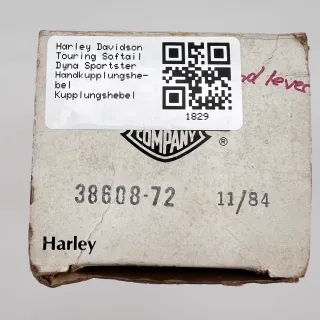 Harley Davidson
Touring Softail
Dyna Sportster
Handkupplungshe-
bel
Kupplungshebel
1829
lever
COMPANY
®
38608-72 11/84
Harley